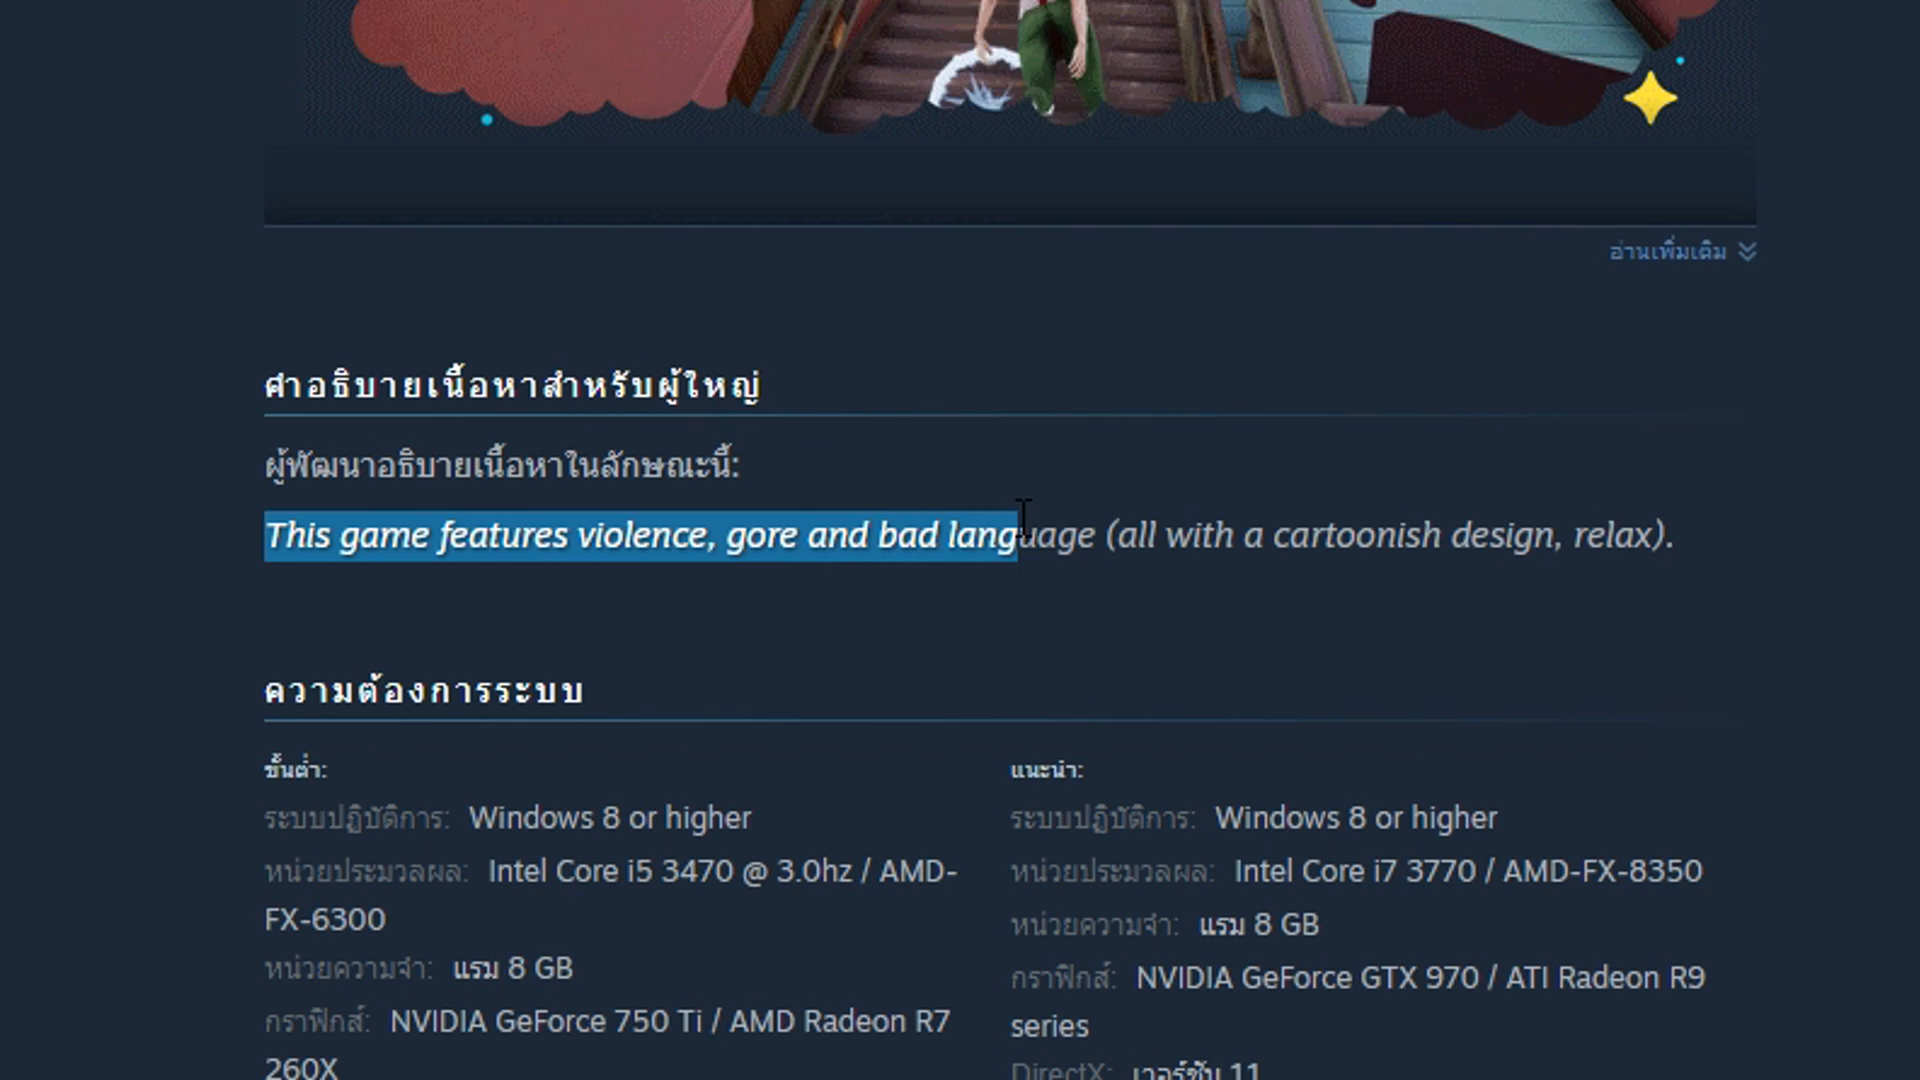 อ่านเพิ่มเติม
คำอธิบายเนื้อหาสำหรับผู้ใหญ่
ผู้พัฒนาอธิบายเนื้อหาในลักษณะนี้:
This game features violence, gore and bad language (all with a cartoonish design, relax).
ความต้องการระบบ
ขั้นต่ำ:
ระบบปฏิบัติการ: Windows 8 or higher
หน่วยประมวลผล: Intel Core i5 3470 @ 3.0hz / AMD-
FX-6300
หน่วยความจำ: แรม 8 GB
กราฟิกส์: NVIDIA GeForce 750 Ti / AMD Radeon R7
260X
แนะนำ:
ระบบปฏิบัติการ: Windows 8 or higher
หน่วยประมวลผล: Intel Core i7 3770 / AMD-FX-8350
หน่วยความจำ: แรม 8 GB
กราฟิกส์: NVIDIA GeForce GTX 970 / ATI Radeon R9
series
DirectX: เวอร์ชัน 11